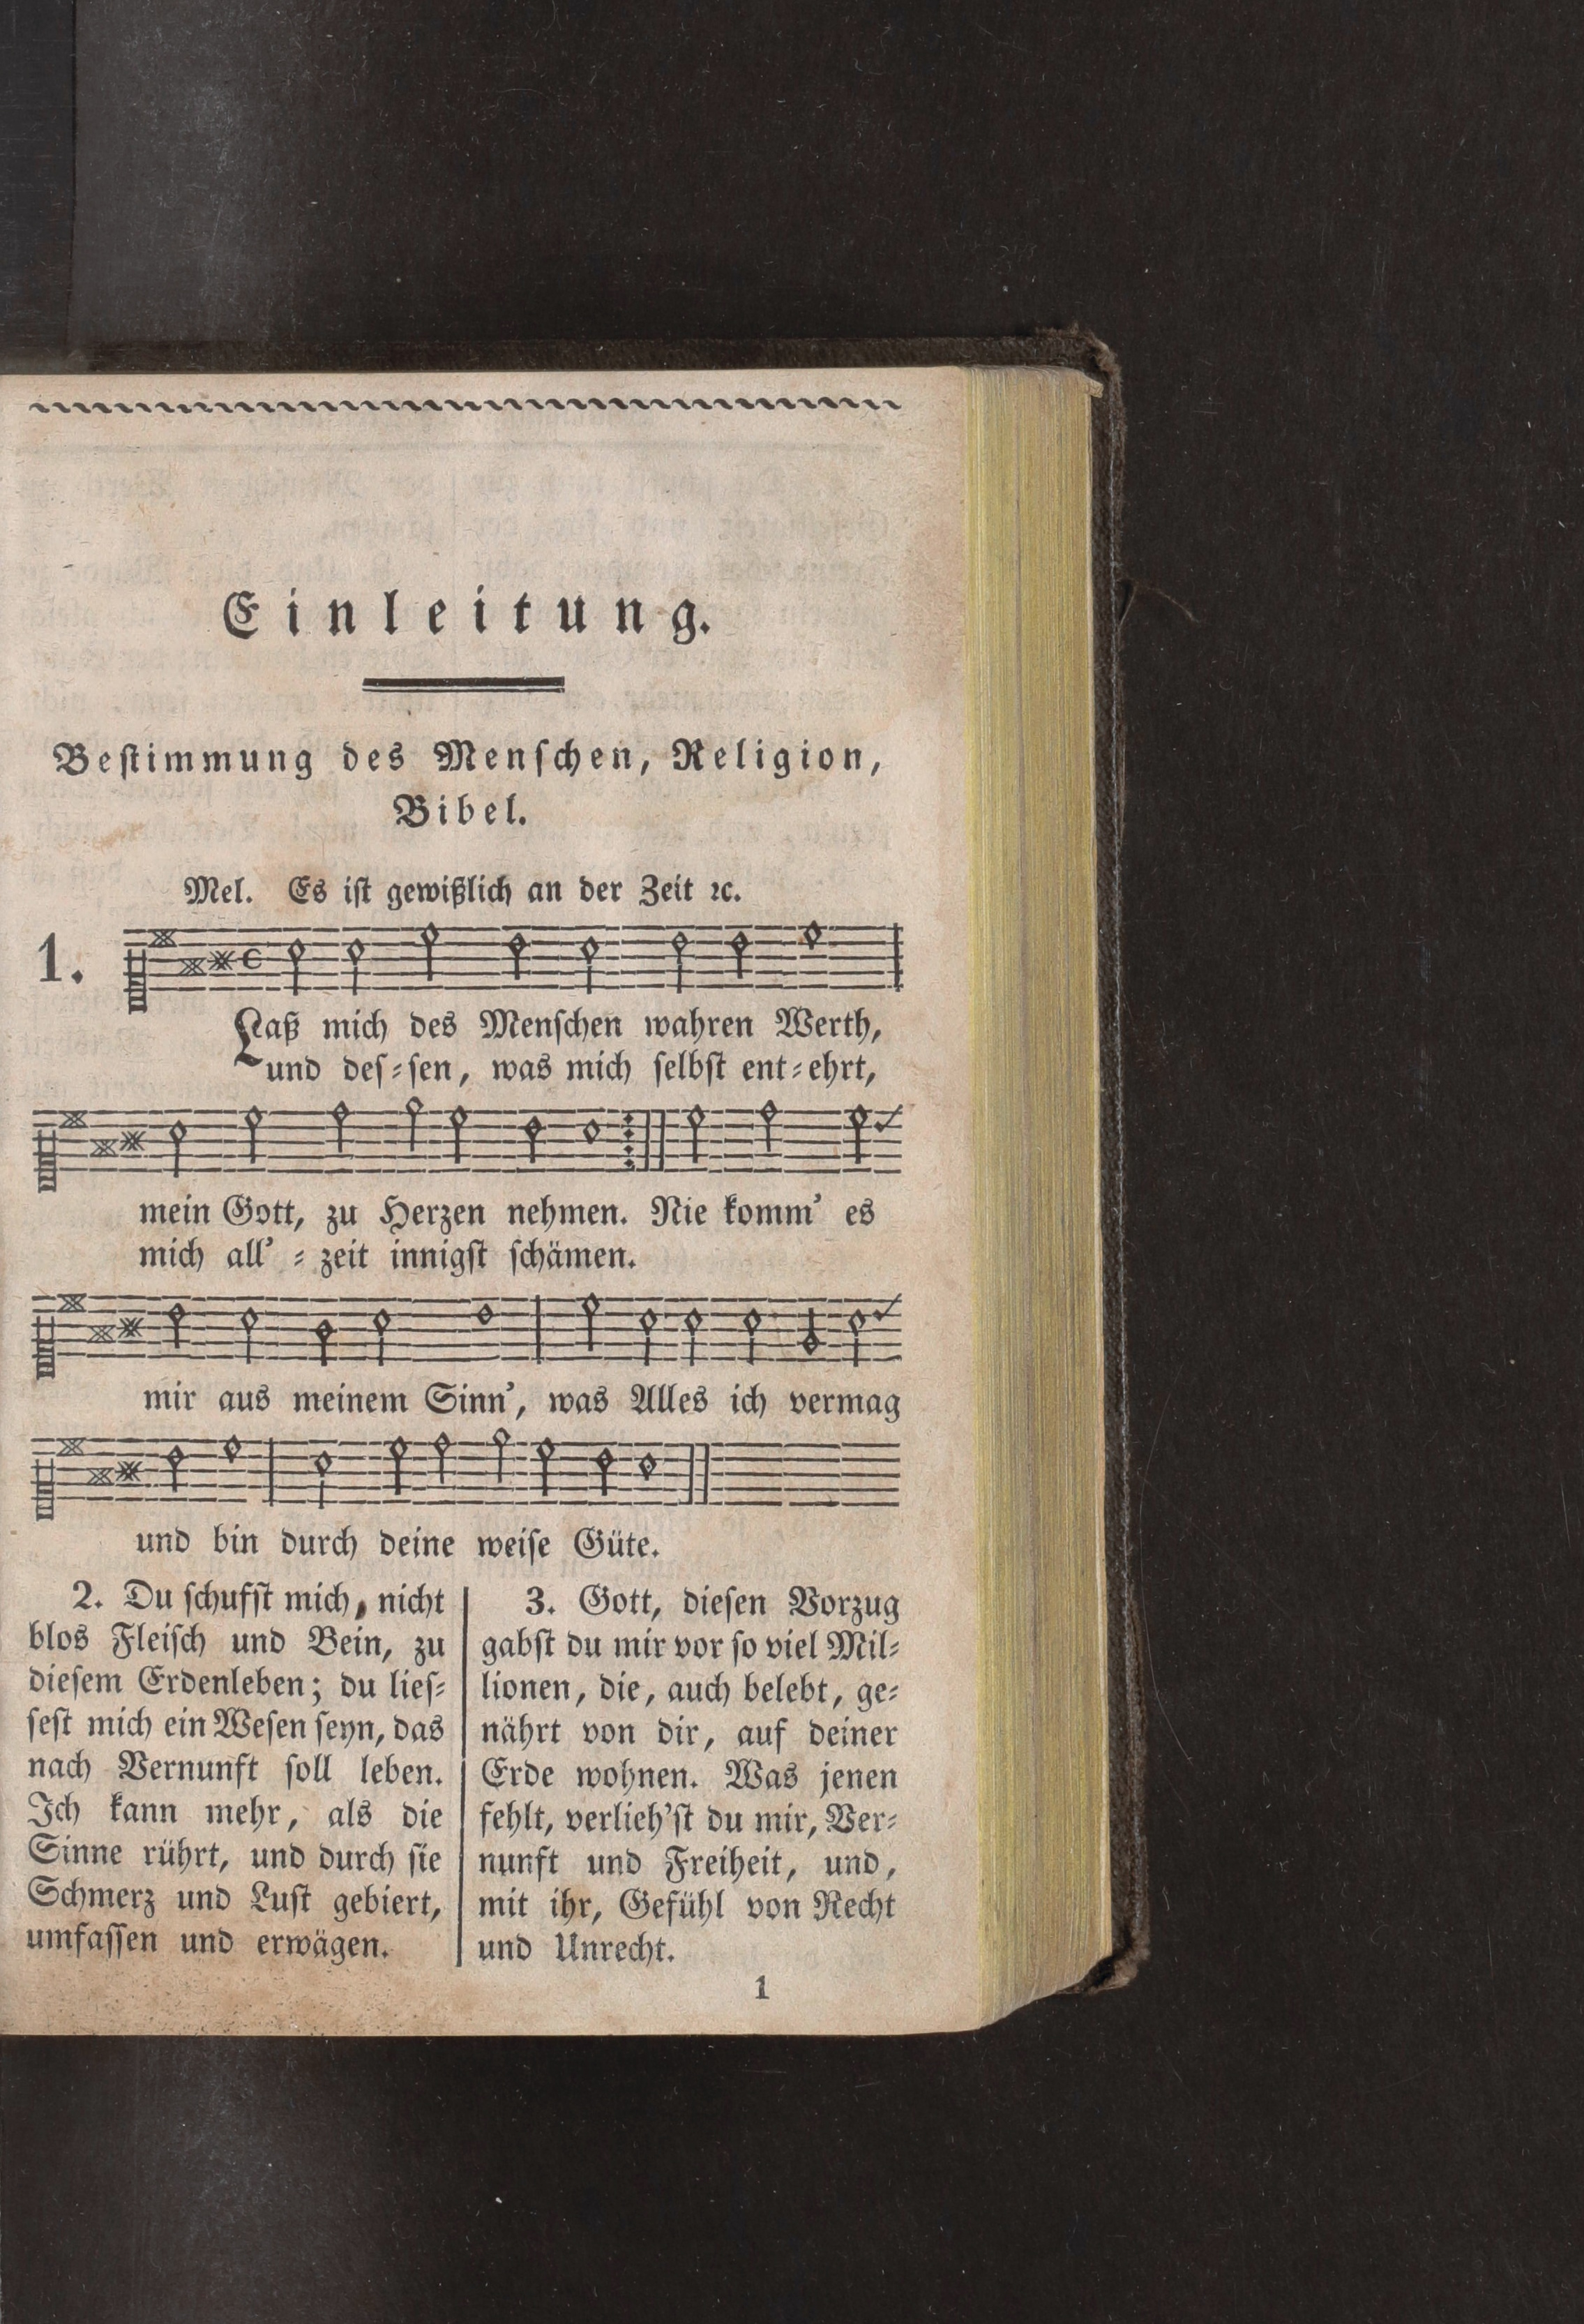 Einleitung.
Beſtimmung des Menſchen, Religion,
Bibel.
Mel. Es iſt gewißlich an der Zeit ꝛc.
1.
Laß mich des Menſchen wahren Werth,
und deſ⸗ſen, was mich ſelbſt ent⸗ehrt,
mein Gott, zu Herzen nehmen. Nie komm’ es
mich all’ ⸗ zeit innigſt ſchämen.
mir aus meinem Sinn’, was Alles ich vermag
und bin durch deine weiſe Güte.
2. Du ſchufſt mich, nicht
blos Fleiſch und Bein, zu
dieſem Erdenleben; du lieſ⸗
ſeſt mich ein Weſen ſeyn, das
nach Vernunft ſoll leben.
Ich kann mehr, als die
Sinne rührt, und durch ſie
Schmerz und Luſt gebiert,
umfaſſen und erwägen.
3. Gott, dieſen Vorzug
gabſt du mir vor ſo viel Mil⸗
lionen, die, auch belebt, ge⸗
nährt von dir, auf deiner
Erde wohnen. Was jenen
fehlt, verlieh’ſt du mir, Ver⸗
nunft und Freiheit, und,
mit ihr, Gefühl von Recht
und Unrecht.
1